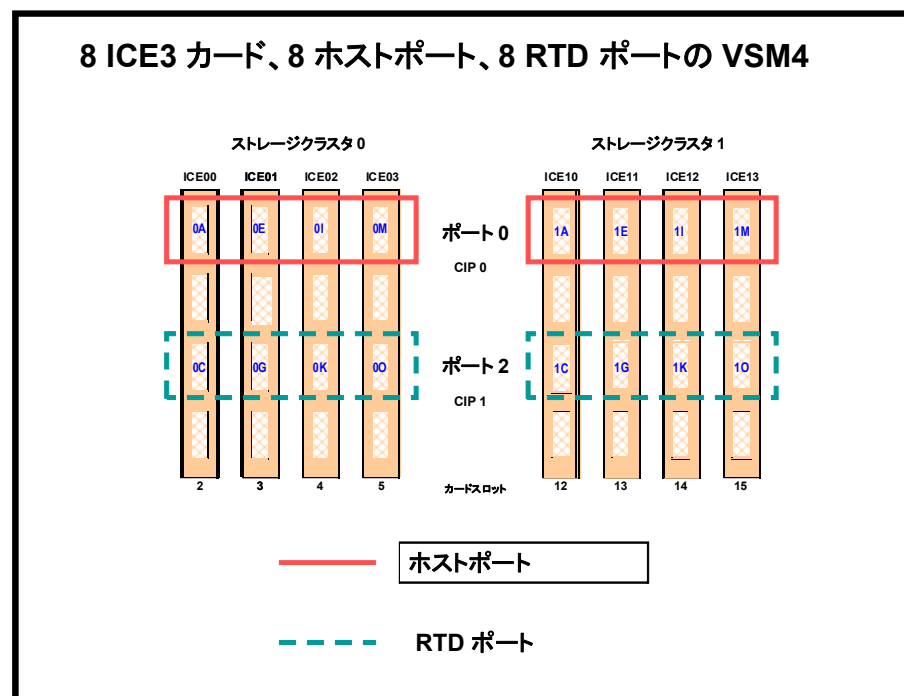 8 ICE3 カード、8 ホストポート、8 RTD ポートの VSM4
ストレージクラスタ 0
ストレージクラスタ 1
ICE00 ICE01 ICE02 ICE03
ICE10 ICE11 ICE12 ICE13
0A 0E 0I 0M
ポート 0
1A 1E 1I 1M
CIP 0
0C 0G 0K 0O
ポート 2
1C 1G 1K 1O
CIP 1
2 3 4 5
カードスロット
12 13 14 15
ホストポート
RTD ポート